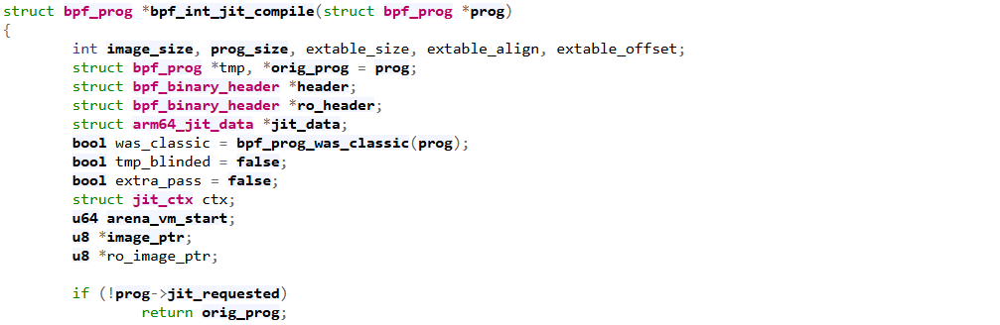 struct bpf_prog *bpf_int_jit_compile(struct bpf_prog *prog)
{
        int image_size, prog_size, extable_size, extable_align, extable_offset;
        struct bpf_prog *tmp, *orig_prog = prog;
        struct bpf_binary_header *header;
        struct bpf_binary_header *ro_header;
        struct arm64_jit_data *jit_data;
        bool was_classic = bpf_prog_was_classic(prog);
        bool tmp_blinded = false;
        bool extra_pass = false;
        struct jit_ctx ctx;
        u64 arena_vm_start;
        u8 *image_ptr;
        u8 *ro_image_ptr;

        if (!prog->jit_requested)
                return orig_prog;